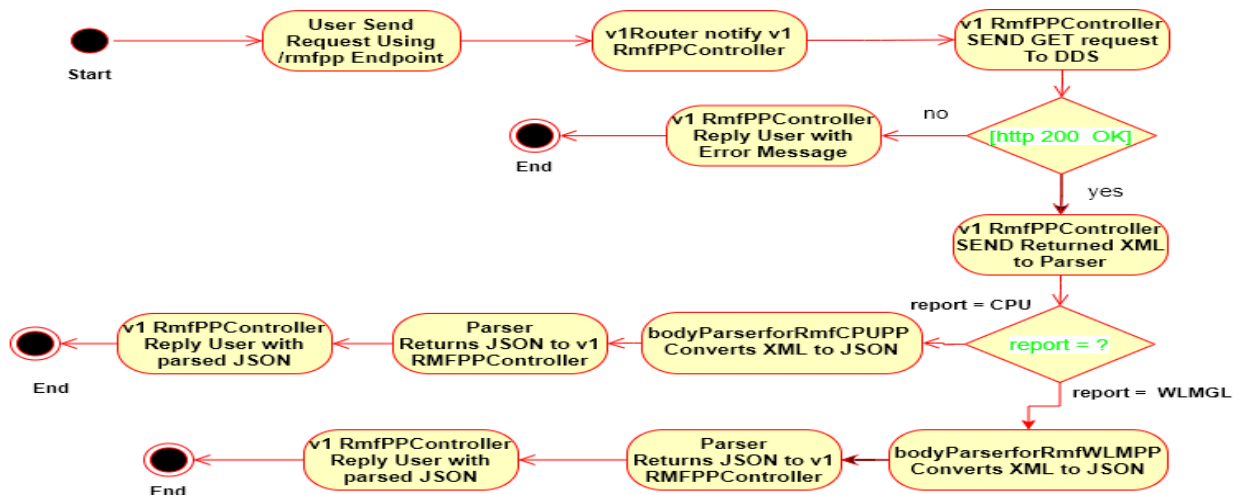 User Send
Request Using
/rmfpp Endpoint
v1Router notify v1
RmfPPController
v1 RmfPPController
SEND GET request
To DDS
Start
no
v1 RmfPPController
Reply User with
Error Message
[http 200 OK]
End
yes
v1 RmfPPController
SEND Returned XML
to Parser
report = CPU
v1 RmfPPController
Reply User with
parsed JSON
Parser
Returns JSON to v1
RMFPPController
bodyParserforRmfCPUPP
Converts XML to JSON
report = ?
End
report = WLMGL
v1 RmfPPController
Reply User with
parsed JSON
Parser
Returns JSON to v1
RMFPPController
bodyParserforRmfWLMPP
Converts XML to JSON
End